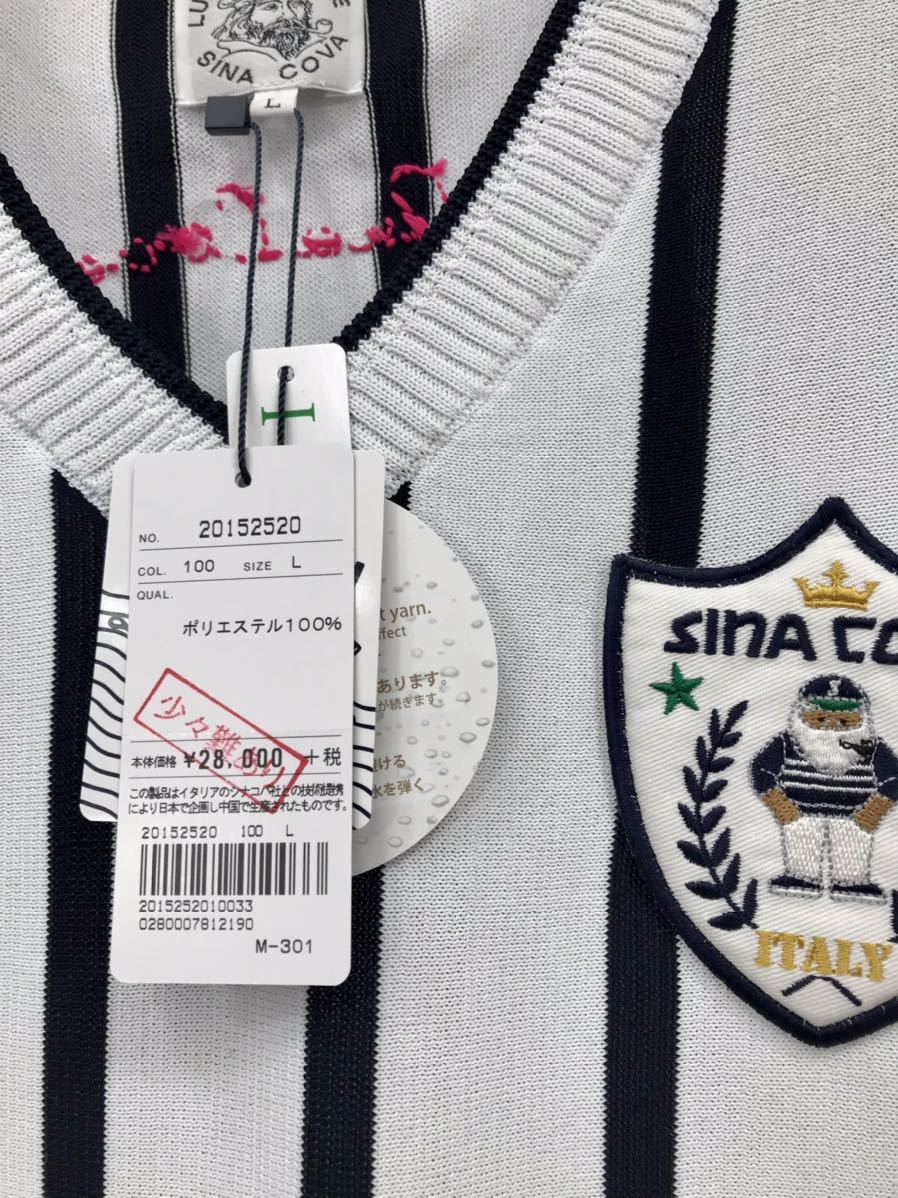 SINA COVA
L
NO. 20152520
COL. 100 SIZE L
QUAL.
ポリエステル100%
少々難あり
本体価格 ¥28,000 +税
この製品はイタリアのシナコバ社との技術提携
により日本で企画し中国で生産されたものです。
20152520 100 L
2015252010033
0280007812190
M-301
t yarn.
ffect
あります。
が続きます。
ける
水を弾く
SINA CO
ITALY